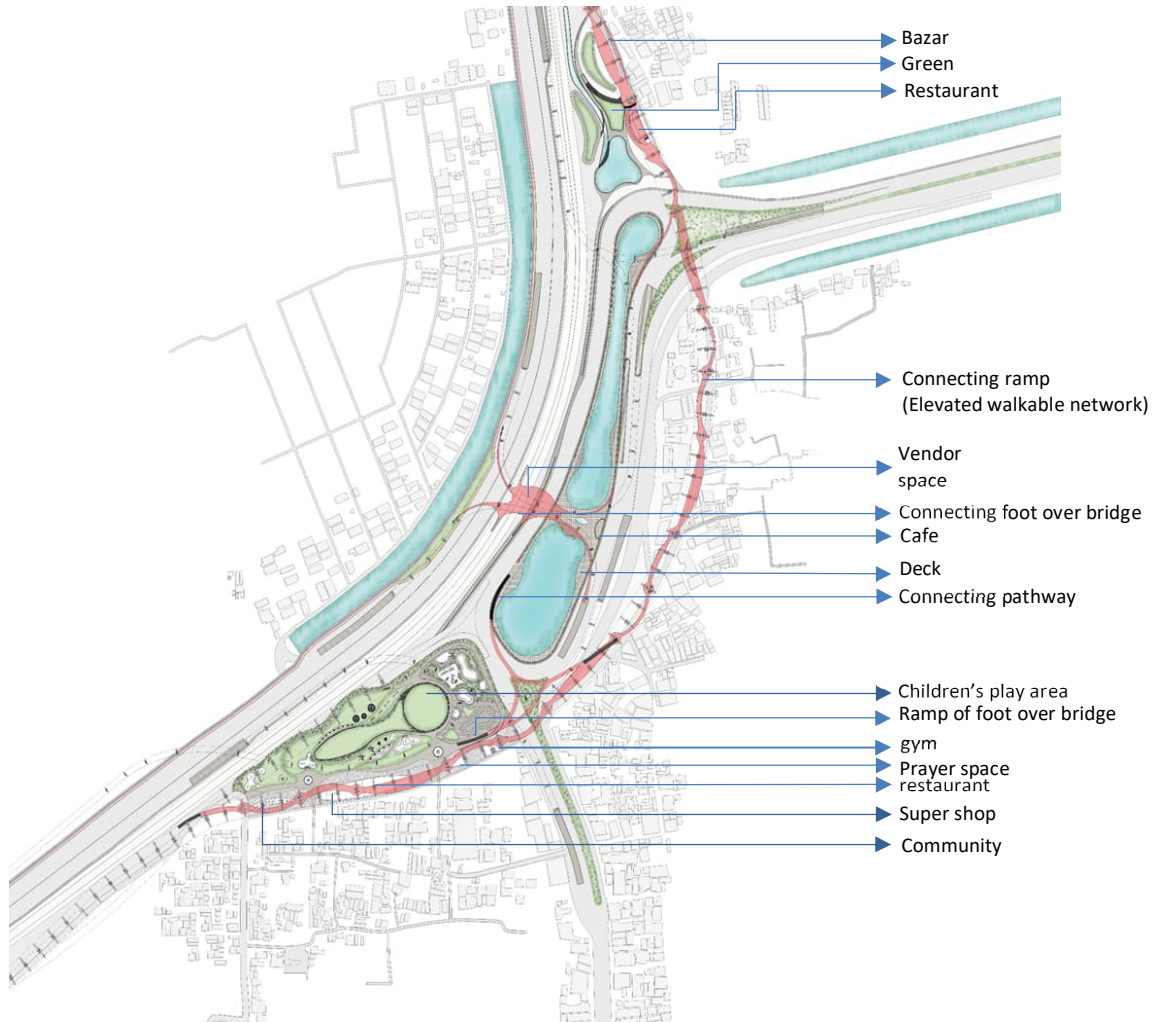 Bazar
Green
Restaurant
Connecting ramp
(Elevated walkable network)
Vendor
space
Connecting foot over bridge
Cafe
Deck
Connecting pathway
Children's play area
Ramp of foot over bridge
gym
Prayer space
restaurant
Super shop
Community